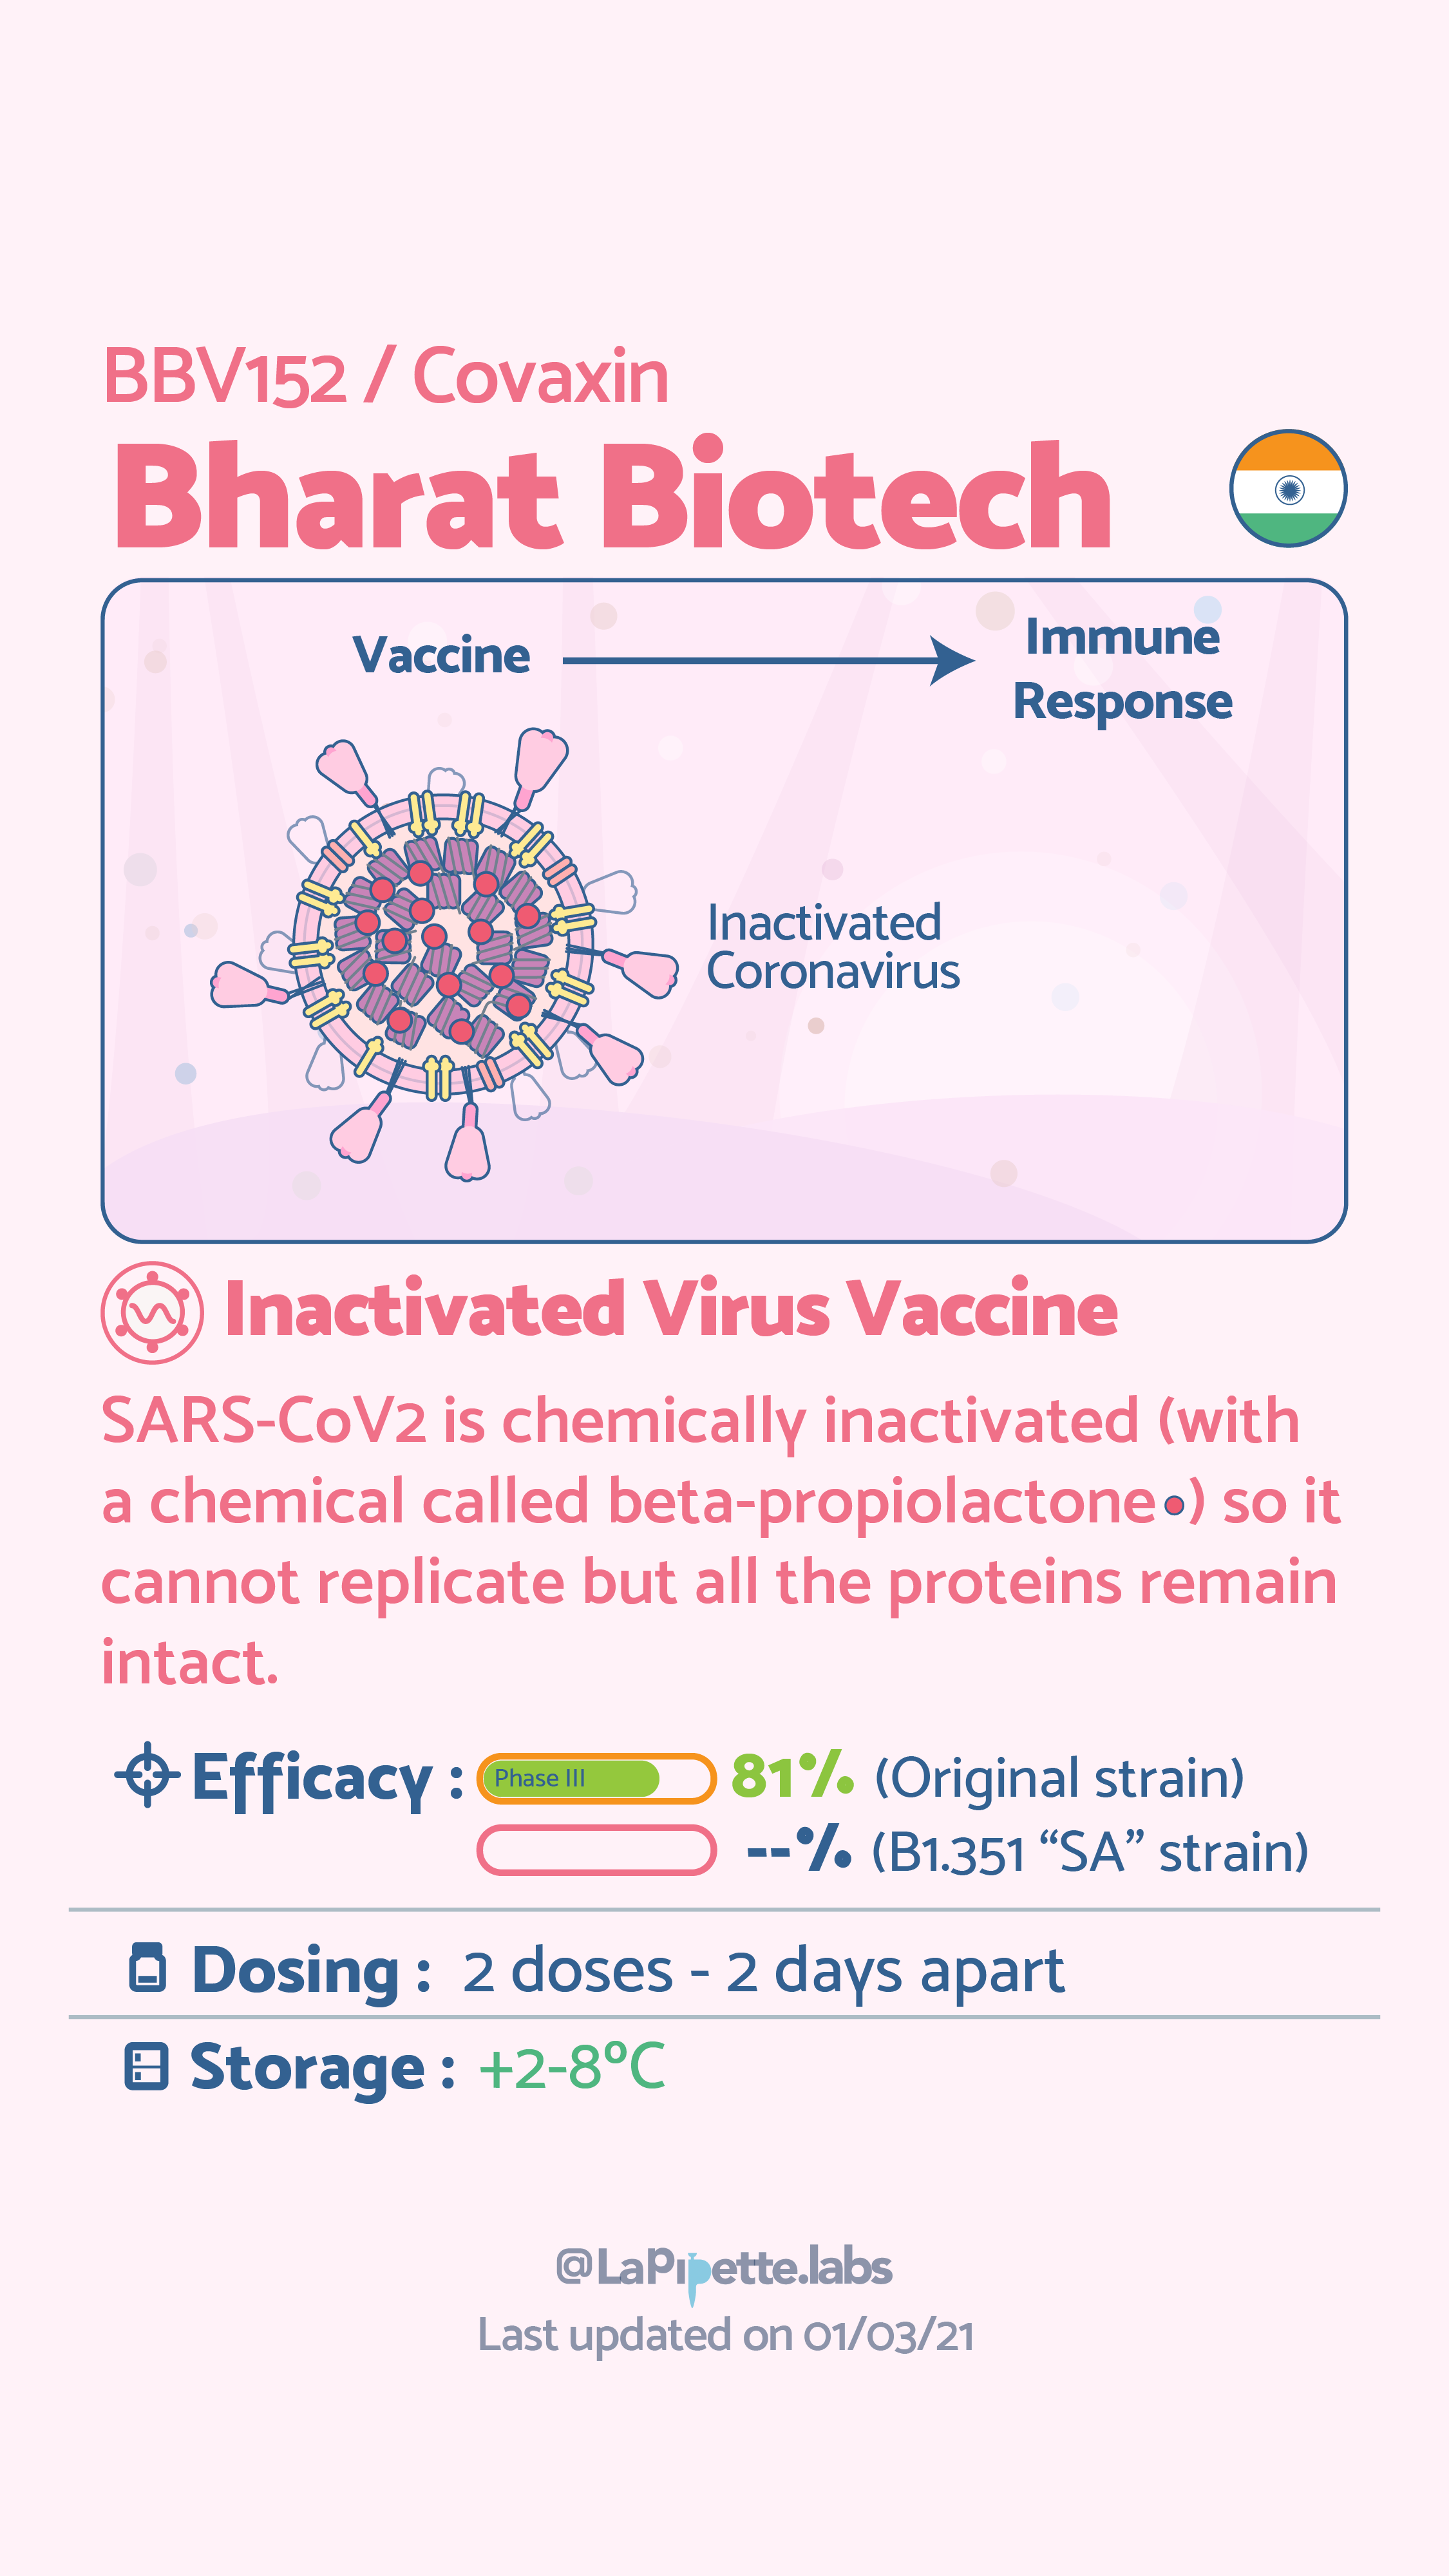 BBV152 / Covaxin
Bharat Biotech
Vaccine
Immune
Response
Inactivated
Coronavirus
Inactivated Virus Vaccine
SARS-CoV2 is chemically inactivated (with
a chemical called beta-propiolactone ) so it
cannot replicate but all the proteins remain
intact.
Efficacy : Phase III 81% (Original strain)
--% (B1.351 “SA” strain)
Dosing : 2 doses - 2 days apart
Storage : +2-8ºC
@LaPipette.labs
Last updated on 01/03/21